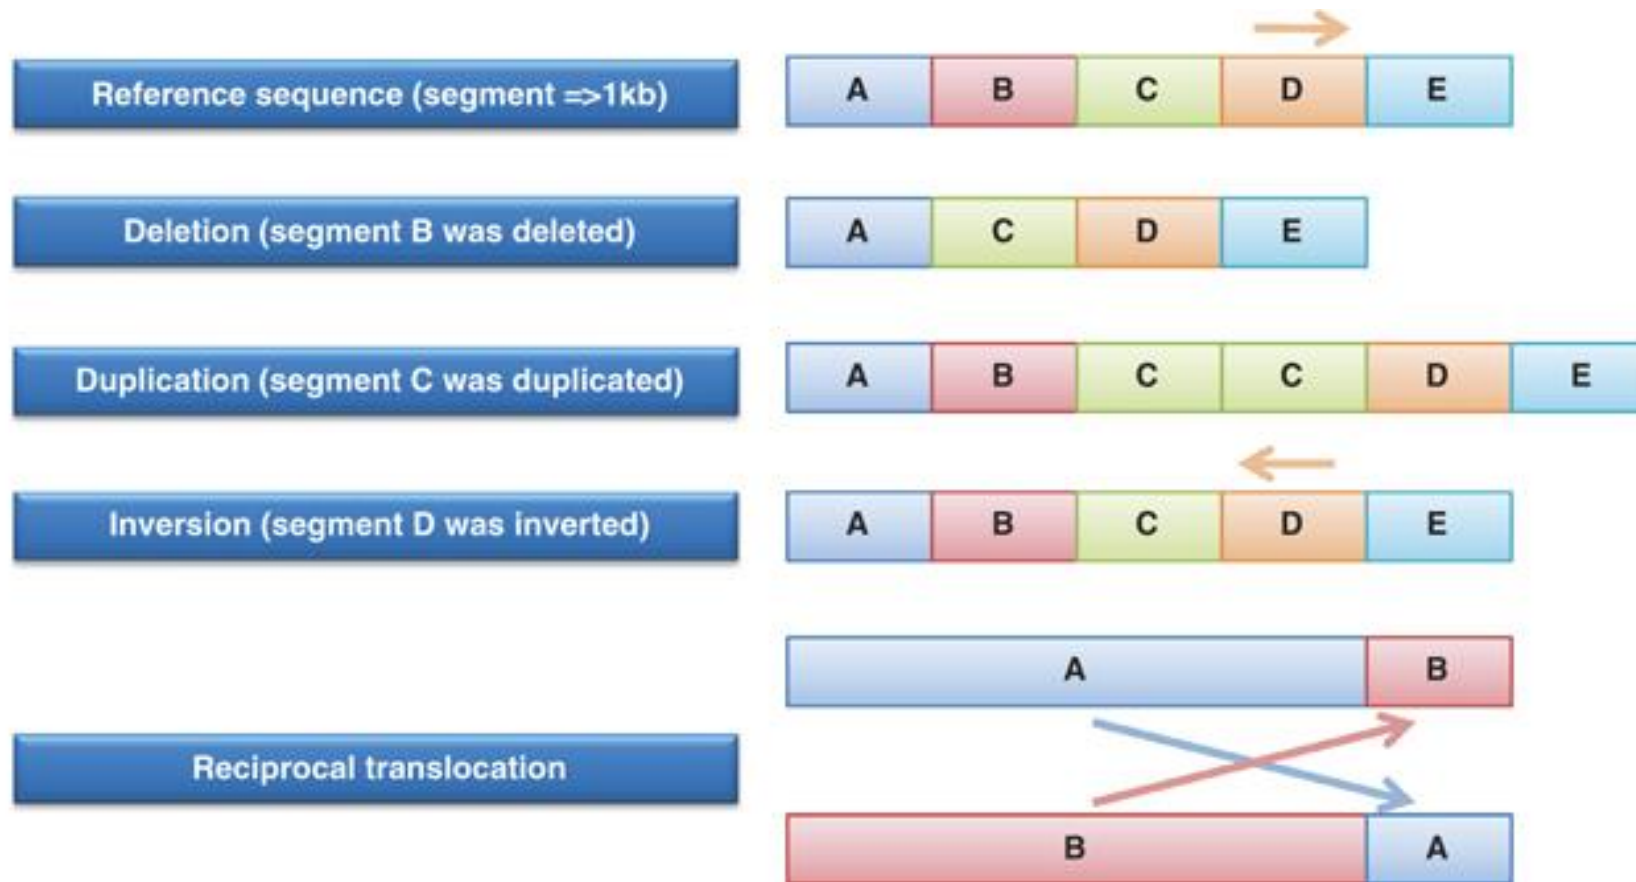 Reference sequence (segment =>1kb)
A B C D E
Deletion (segment B was deleted)
A C D E
Duplication (segment C was duplicated)
A B C C D E
Inversion (segment D was inverted)
A B C D E
Reciprocal translocation
A B
B A